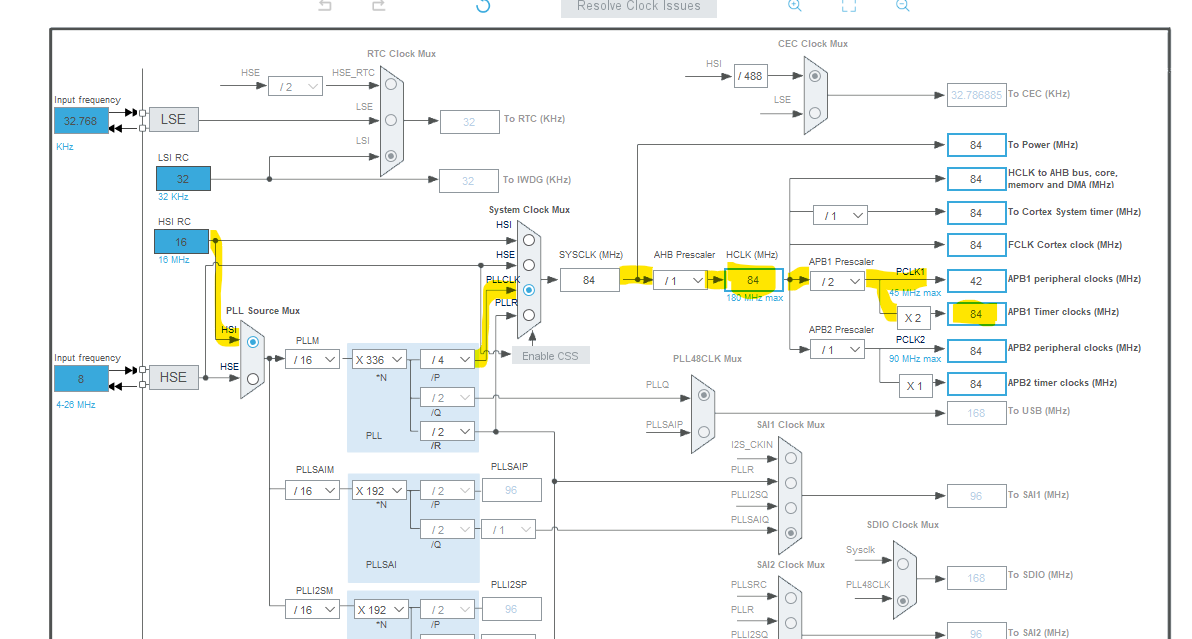 Resolve Clock Issues
RTC Clock Mux
CEC Clock Mux
HSE
/ 2
HSE_RTC
HSI
/ 488
Input frequency
32.768
KHz
LSE
LSE
LSI
32
To RTC (KHz)
LSE
32.786885
To CEC (KHz)
LSI RC
32
32 KHz
32
To IWDG (KHz)
84
To Power (MHz)
84
HCLK to AHB bus, core,
memory and DMA (MHz)
HSI RC
16
16 MHz
System Clock Mux
HSI
HSE
PLLCLK
PLLR
SYSCLK (MHz)
84
AHB Prescaler
/ 1
HCLK (MHz)
84
180 MHz max
/ 1
84
To Cortex System timer (MHz)
84
FCLK Cortex clock (MHz)
APB1 Prescaler
/ 2
PCLK1
45 MHz max
42
APB1 peripheral clocks (MHz)
X 2
84
APB1 Timer clocks (MHz)
APB2 Prescaler
/ 1
PCLK2
90 MHz max
84
APB2 peripheral clocks (MHz)
X 1
84
APB2 timer clocks (MHz)
Enable CSS
PLL Source Mux
HSI
HSE
Input frequency
8
4-26 MHz
HSE
PLLM
/ 16
X 336
*N
/ 4
/P
/ 2
/Q
/ 2
/R
PLL
PLL48CLK Mux
PLLQ
PLLSAIP
168
To USB (MHz)
PLLSAIM
/ 16
X 192
*N
/ 2
/P
PLLSAIP
96
/ 2
/Q
/ 1
PLLSAI
SAI1 Clock Mux
I2S_CKIN
PLLR
PLLI2SQ
PLLSAIQ
96
To SAI1 (MHz)
SDIO Clock Mux
Sysclk
PLL48CLK
168
To SDIO (MHz)
PLLI2SM
/ 16
X 192
*N
/ 2
/P
PLLI2SP
96
SAI2 Clock Mux
PLLSRC
PLLR
PLLI2SQ
96
To SAI2 (MHz)